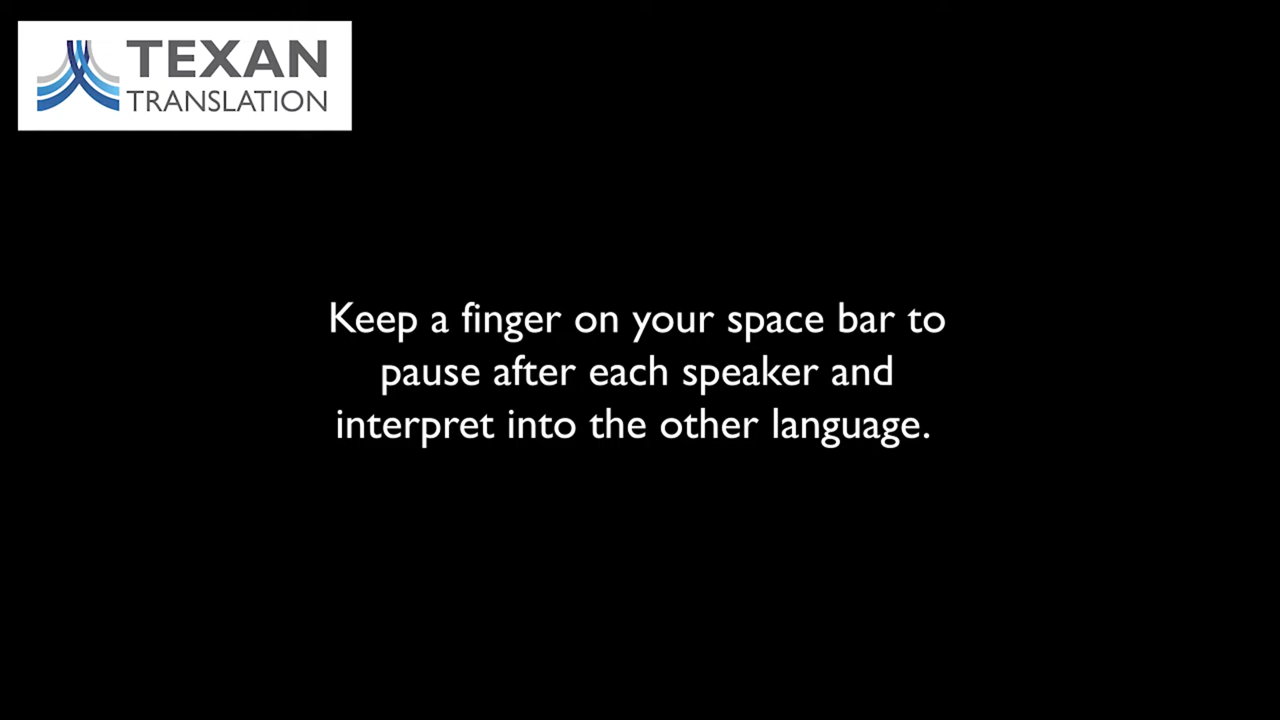 TEXAN
TRANSLATION
Keep a finger on your space bar to
pause after each speaker and
interpret into the other language.